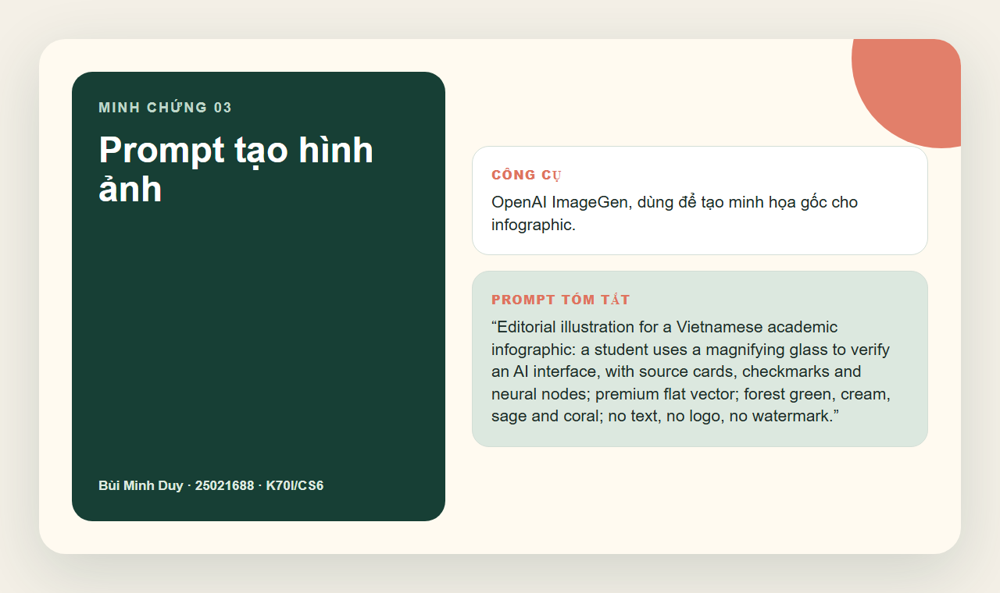 MINH CHỨNG 03
Prompt tạo hình
ảnh
Bùi Minh Duy · 25021688 · K70I/CS6
CÔNG CỤ
OpenAI ImageGen, dùng để tạo minh họa gốc cho
infographic.
PROMPT TÓM TẮT
“Editorial illustration for a Vietnamese academic
infographic: a student uses a magnifying glass to verify
an AI interface, with source cards, checkmarks and
neural nodes; premium flat vector; forest green, cream,
sage and coral; no text, no logo, no watermark.”